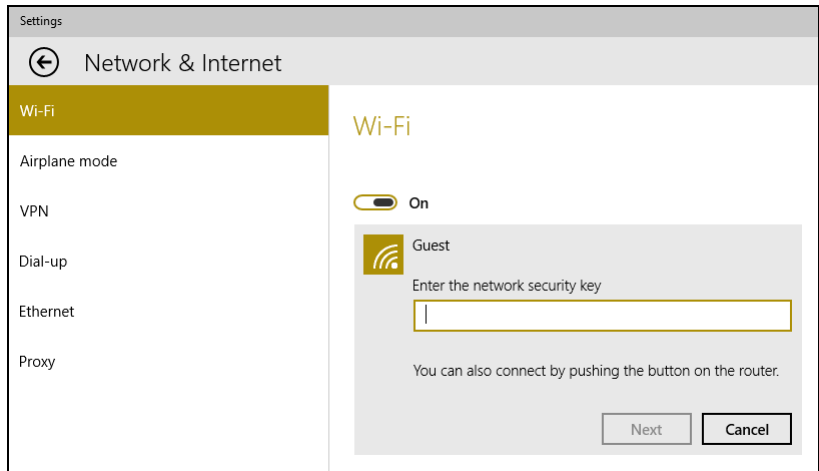 Settings
Network & Internet
Wi-Fi
Airplane mode
VPN
Dial-up
Ethernet
Proxy
Wi-Fi
On
Guest
Enter the network security key
You can also connect by pushing the button on the router.
Next Cancel